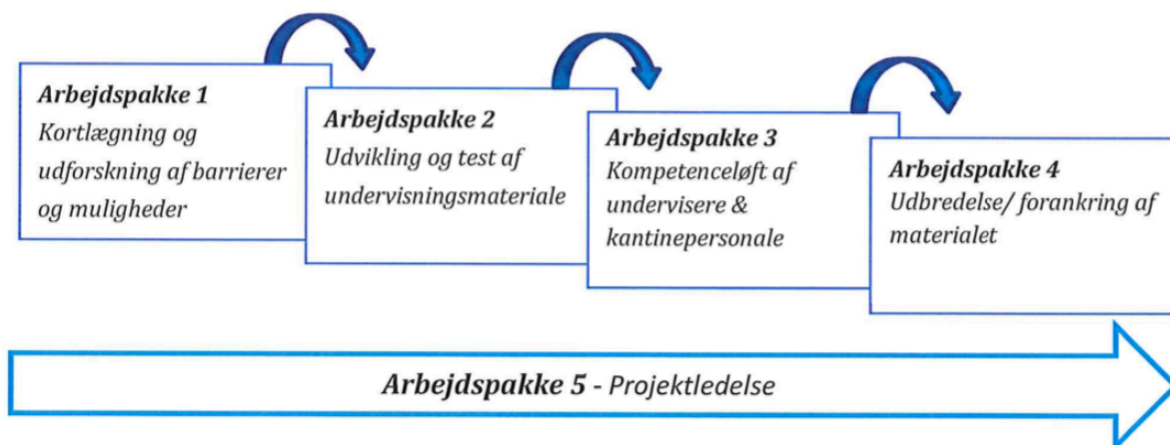 Arbejdspakke 1
Kortlægning og
udforskning af barrierer
og muligheder
Arbejdspakke 2
Udvikling og test af
undervisningsmateriale
Arbejdspakke 3
Kompetenceløft af
undervisere &
kantinepersonale
Arbejdspakke 4
Udbredelse/ forankring af
materialet
Arbejdspakke 5 - Projektledelse